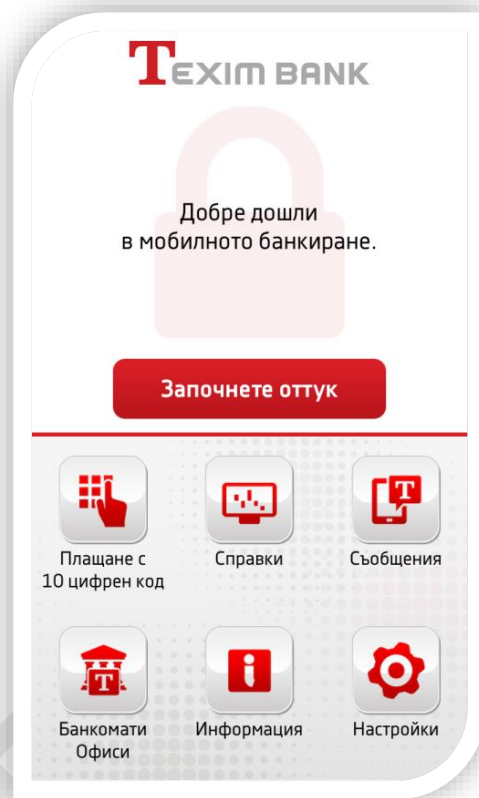 TEXIM BANK
Добре дошли
в мобилното банкиране.
Започнете оттук
Плащане с
10 цифрен код
Справки
Съобщения
Банкомати
Офиси
Информация
Настройки